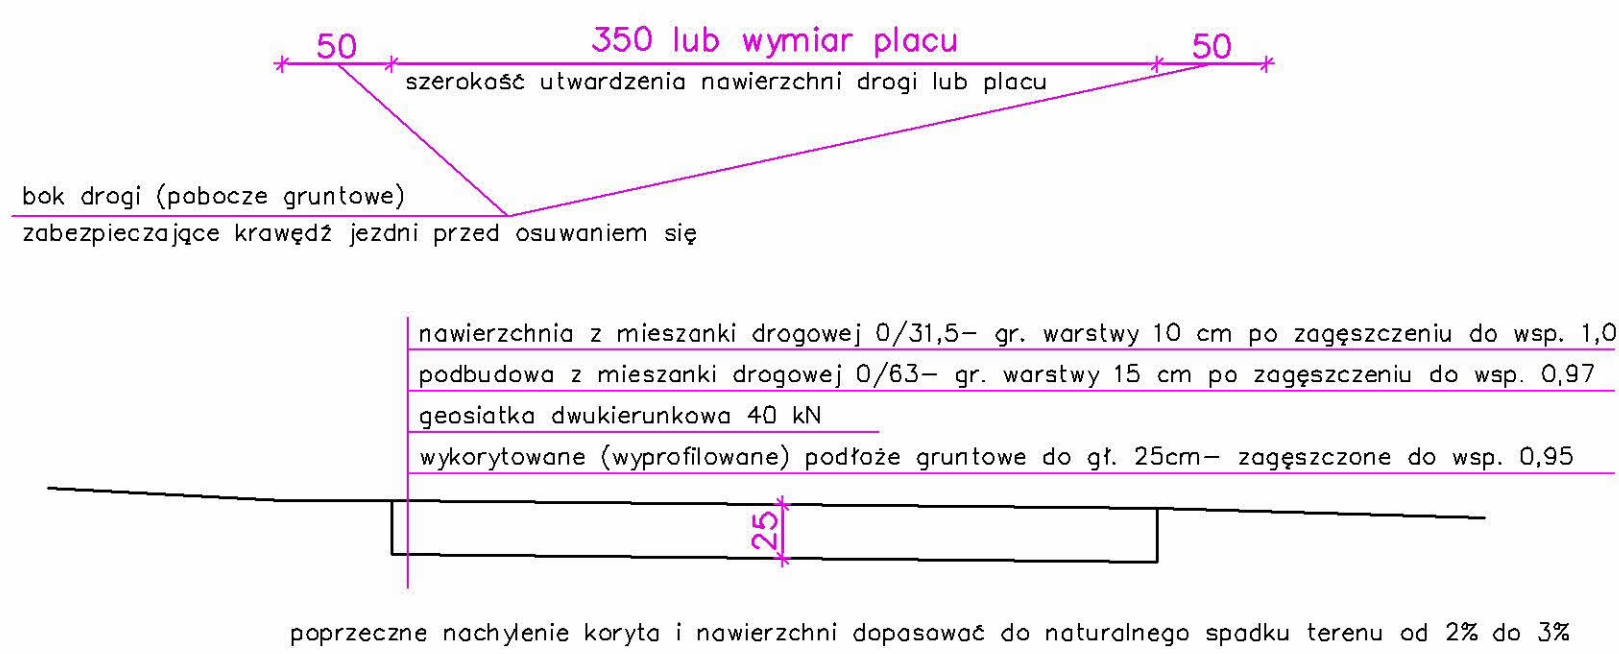 50 350 lub wymiar placu 50
szerokość utwardzenia nawierzchni drogi lub placu
bok drogi (pobocze gruntowe)
zabezpieczające krawędź jezdni przed osuwaniem się
nawierzchnia z mieszanki drogowej 0/31,5– gr. warstwy 10 cm po zagęszczeniu do wsp. 1,0
podbudowa z mieszanki drogowej 0/63– gr. warstwy 15 cm po zagęszczeniu do wsp. 0,97
geosiatka dwukierunkowa 40 kN
wykorytowane (wyprofilowane) podłoże gruntowe do gł. 25cm– zagęszczone do wsp. 0,95
25
poprzeczne nachylenie koryta i nawierzchni dopasować do naturalnego spadku terenu od 2% do 3%